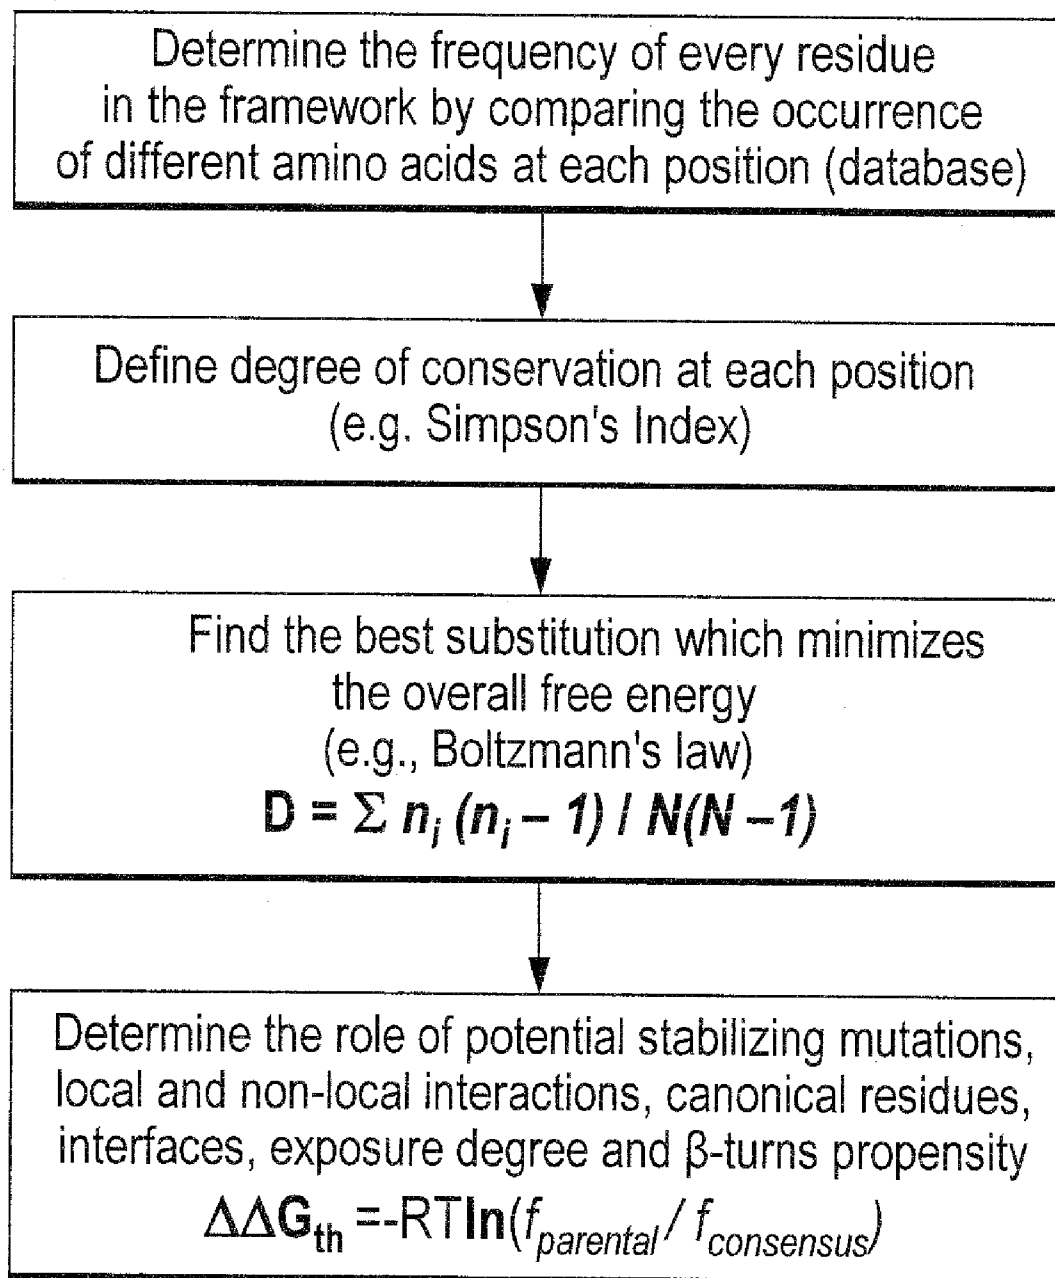 Determine the frequency of every residue
in the framework by comparing the occurrence
of different amino acids at each position (database)
Define degree of conservation at each position
(e.g. Simpson's Index)
Find the best substitution which minimizes
the overall free energy
(e.g., Boltzmann's law)
D = Σ nᵢ (nᵢ – 1) / N(N –1)
Determine the role of potential stabilizing mutations,
local and non-local interactions, canonical residues,
interfaces, exposure degree and β-turns propensity
ΔΔG_th =-RTln(f_parental / f_consensus)